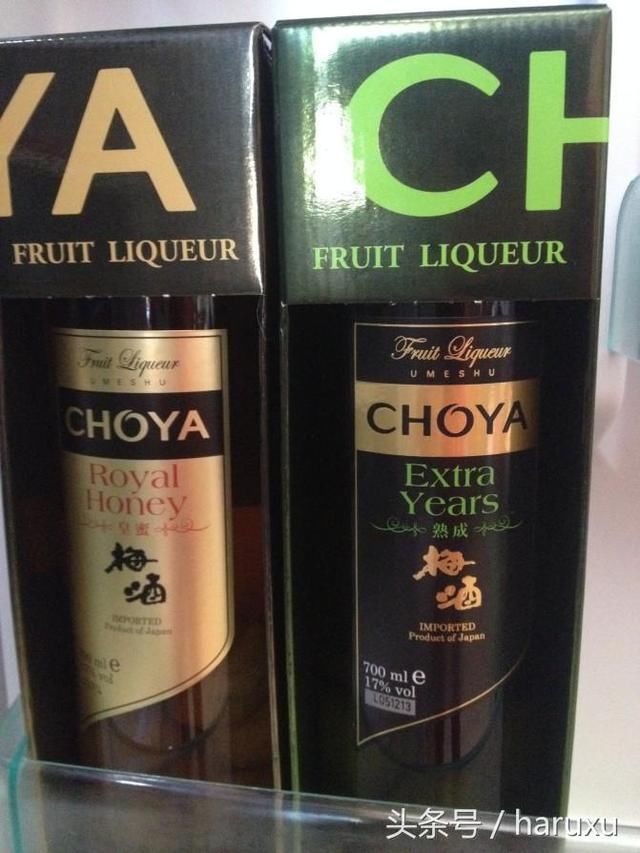 YA
FRUIT LIQUEUR
Fruit Liqueur
UMESHU
CHOYA
Royal
Honey
皇蜜
梅
酒
IMPORTED
Product of Japan
ml e
vol
CH
FRUIT LIQUEUR
Fruit Liqueur
UMESHU
CHOYA
Extra
Years
熟成
梅
酒
IMPORTED
Product of Japan
700 ml e
17% vol
L051213
头条号 / haruxu